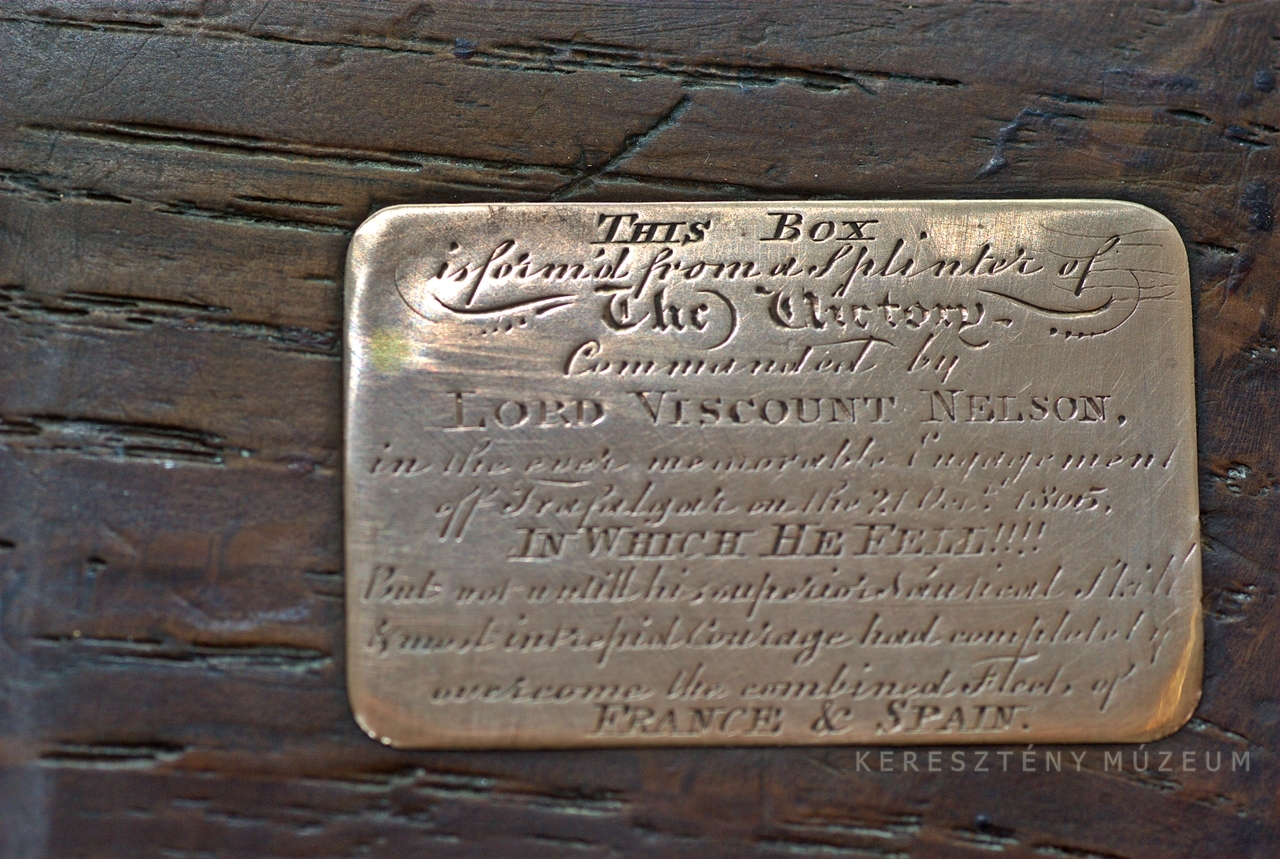 THIS BOX
is form'd from a Splinter of
The Victory.
Commanded by
LORD VISCOUNT NELSON,
in the ever memorable Engagement
off Trafalgar on the 21 Octr. 1805,
IN WHICH HE FELL!!!!
But not untill his superior Nautical Skill
& most intrepid Courage had completely
overcome the combined Fleets of
FRANCE & SPAIN.
KERESZTÉNY MÚZEUM